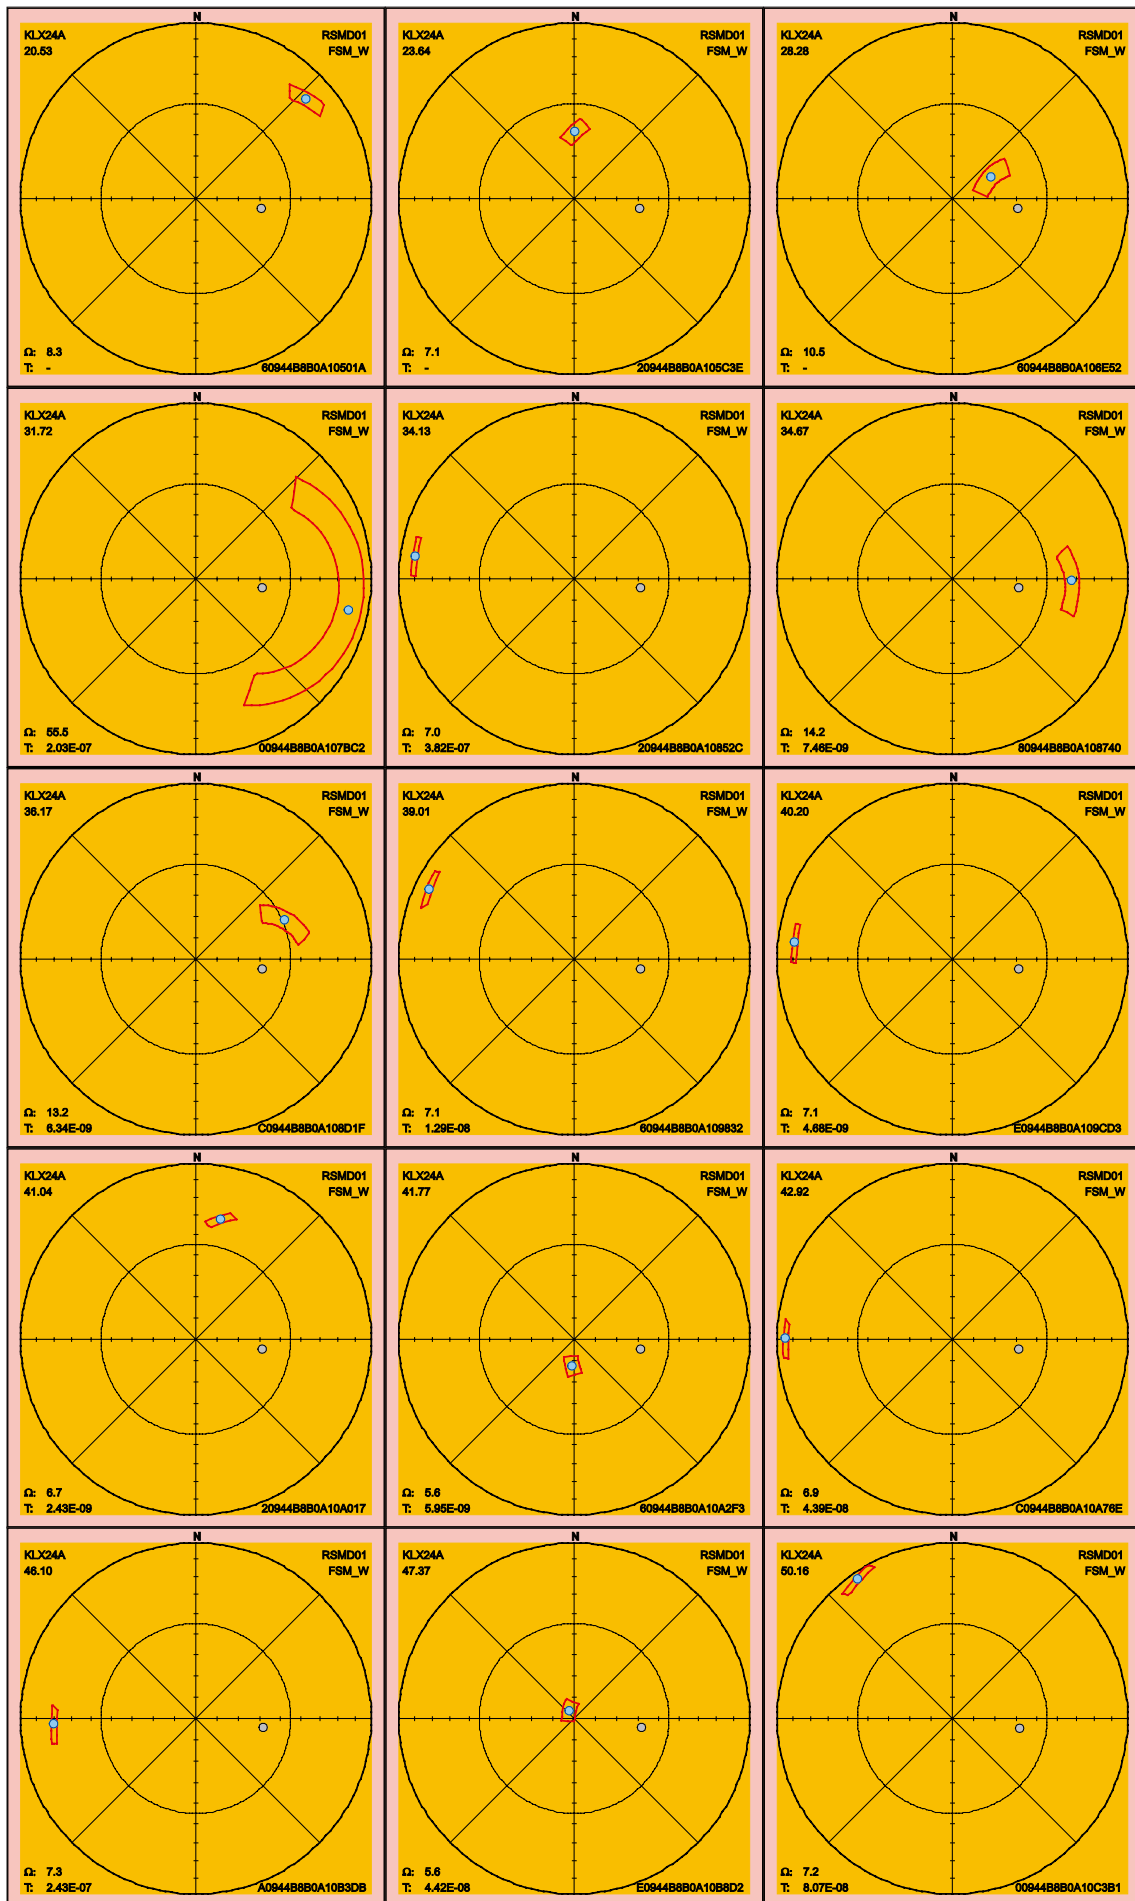 N
KLX24A RSMD01
20.53 FSM_W
Ω: 8.3
T: - 60944B8B0A10501A
N
KLX24A RSMD01
23.64 FSM_W
Ω: 7.1
T: - 20944B8B0A105C3E
N
KLX24A RSMD01
28.28 FSM_W
Ω: 10.5
T: - 60944B8B0A106E52
N
KLX24A RSMD01
31.72 FSM_W
Ω: 55.5
T: 2.03E-07 00944B8B0A107BC2
N
KLX24A RSMD01
34.13 FSM_W
Ω: 7.0
T: 3.82E-07 20944B8B0A10852C
N
KLX24A RSMD01
34.67 FSM_W
Ω: 14.2
T: 7.46E-09 80944B8B0A108740
N
KLX24A RSMD01
36.17 FSM_W
Ω: 13.2
T: 6.34E-09 C0944B8B0A108D1F
N
KLX24A RSMD01
39.01 FSM_W
Ω: 7.1
T: 1.29E-08 60944B8B0A109832
N
KLX24A RSMD01
40.20 FSM_W
Ω: 7.1
T: 4.68E-09 E0944B8B0A109CD3
N
KLX24A RSMD01
41.04 FSM_W
Ω: 6.7
T: 2.43E-09 20944B8B0A10A017
N
KLX24A RSMD01
41.77 FSM_W
Ω: 5.6
T: 5.95E-09 60944B8B0A10A2F3
N
KLX24A RSMD01
42.92 FSM_W
Ω: 6.9
T: 4.39E-08 C0944B8B0A10A76E
N
KLX24A RSMD01
46.10 FSM_W
Ω: 7.3
T: 2.43E-07 A0944B8B0A10B3DB
N
KLX24A RSMD01
47.37 FSM_W
Ω: 5.6
T: 4.42E-08 E0944B8B0A10B8D2
N
KLX24A RSMD01
50.16 FSM_W
Ω: 7.2
T: 8.07E-08 00944B8B0A10C3B1